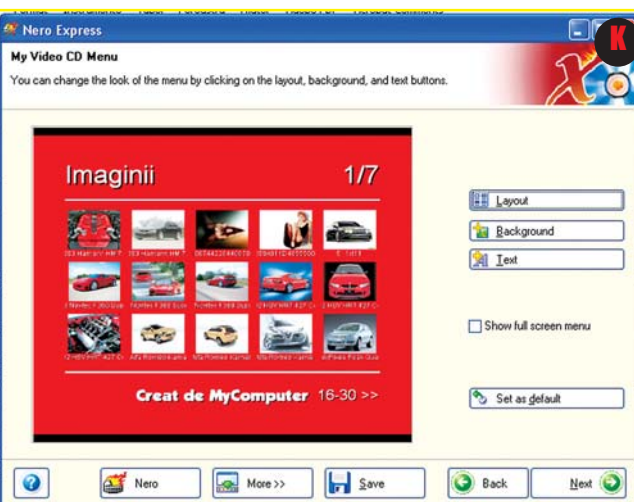 Nero Express
K
My Video CD Menu
You can change the look of the menu by clicking on the layout, background, and text buttons.
Imaginii 1/7
Layout
Background
Text
Show full screen menu
Creat de MyComputer 16-30 >>
Set as default
Nero More >> Save Back Next